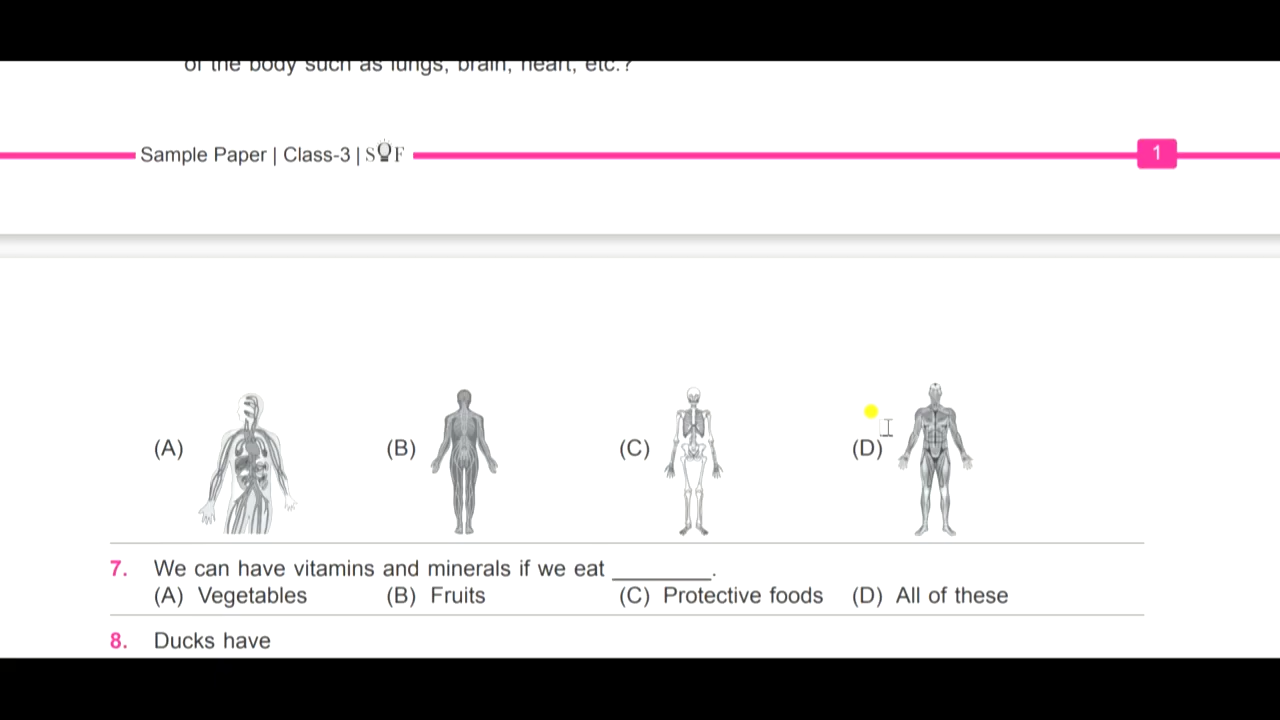 of the body such as lungs, brain, heart, etc.?
Sample Paper | Class-3 | SOF
1
(A) (B) (C) (D)
7. We can have vitamins and minerals if we eat ________.
(A) Vegetables (B) Fruits (C) Protective foods (D) All of these
8. Ducks have